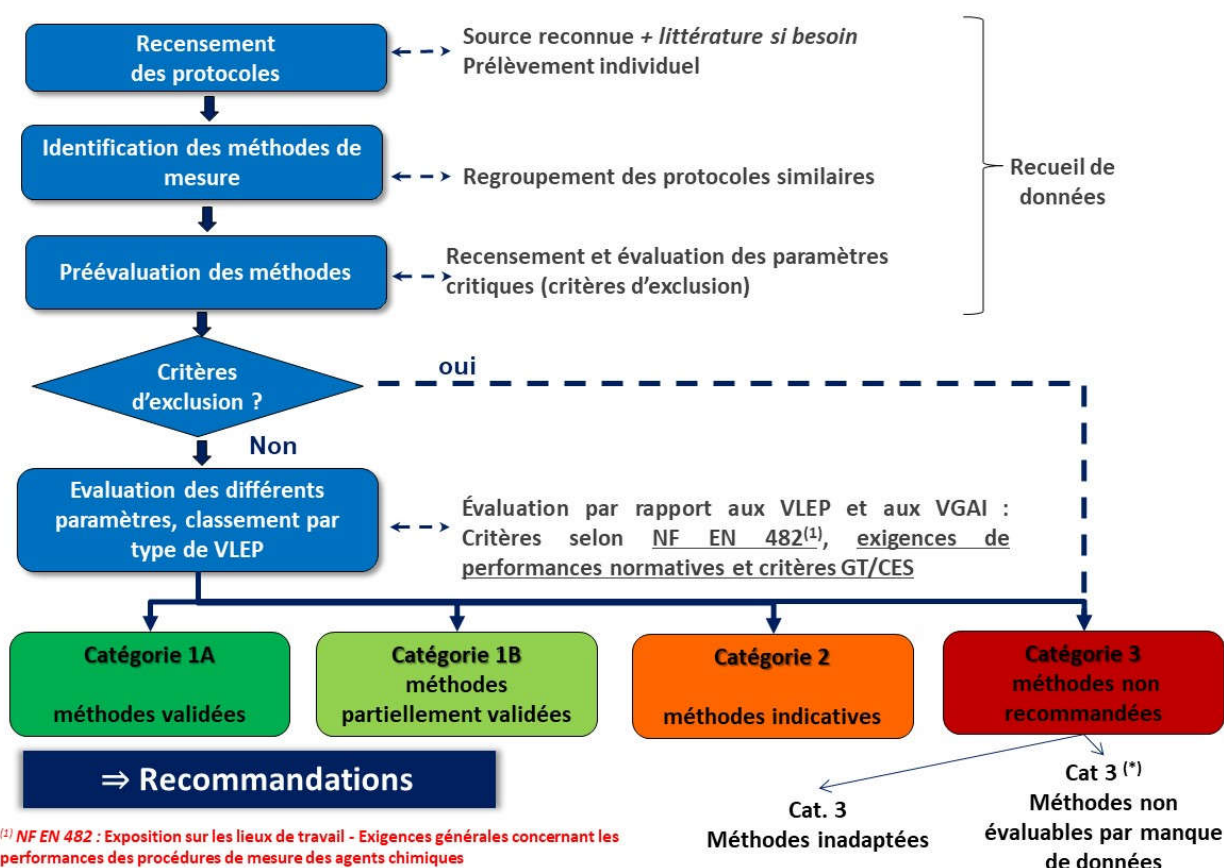 Recensement
des protocoles
Source reconnue + littérature si besoin
Prélèvement individuel
Identification des méthodes de
mesure
Regroupement des protocoles similaires
Recueil de
données
Préévaluation des méthodes
Recensement et évaluation des paramètres
critiques (critères d'exclusion)
Critères
d'exclusion ?
oui
Non
Evaluation des différents
paramètres, classement par
type de VLEP
Évaluation par rapport aux VLEP et aux VGAI :
Critères selon NF EN 482(1), exigences de
performances normatives et critères GT/CES
Catégorie 1A
méthodes validées
Catégorie 1B
méthodes
partiellement validées
Catégorie 2
méthodes indicatives
Catégorie 3
méthodes non
recommandées
⇒ Recommandations
Cat. 3
Méthodes inadaptées
Cat 3 (*)
Méthodes non
évaluables par manque
de données
(1) NF EN 482 : Exposition sur les lieux de travail - Exigences générales concernant les
performances des procédures de mesure des agents chimiques